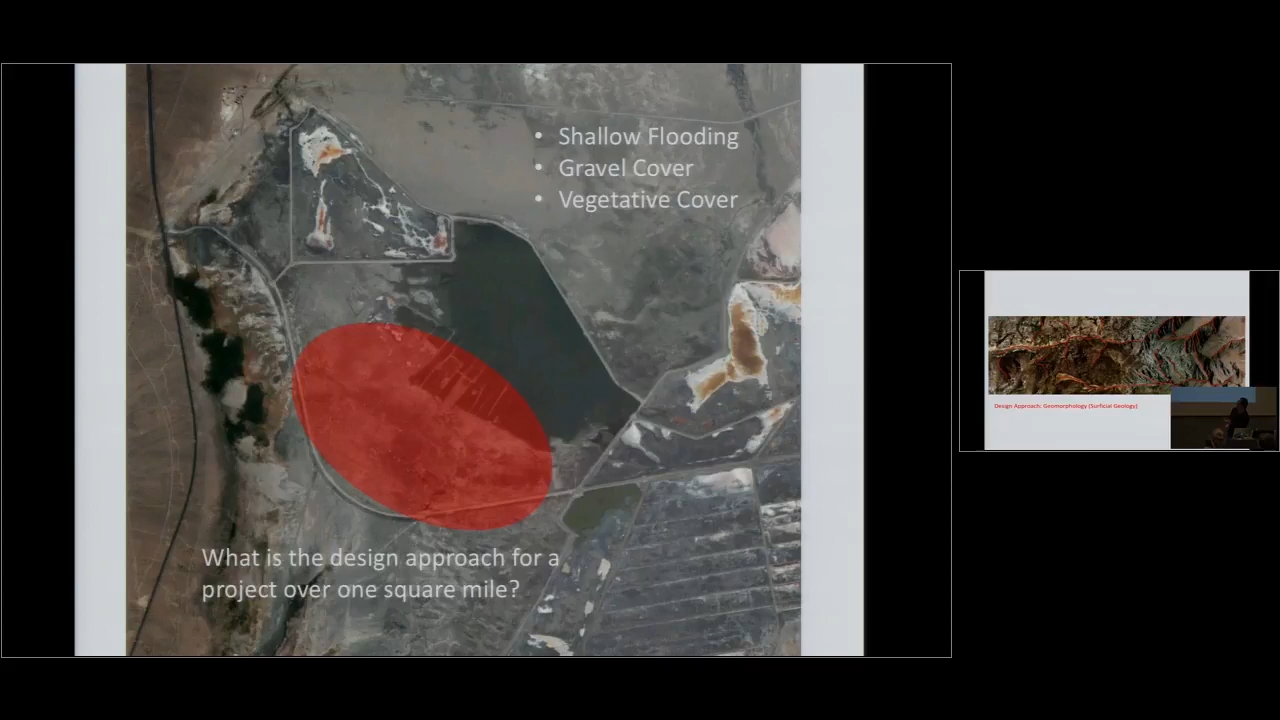 • Shallow Flooding
• Gravel Cover
• Vegetative Cover
What is the design approach for a
project over one square mile?
Design Approach: Geomorphology (Surficial Geology)